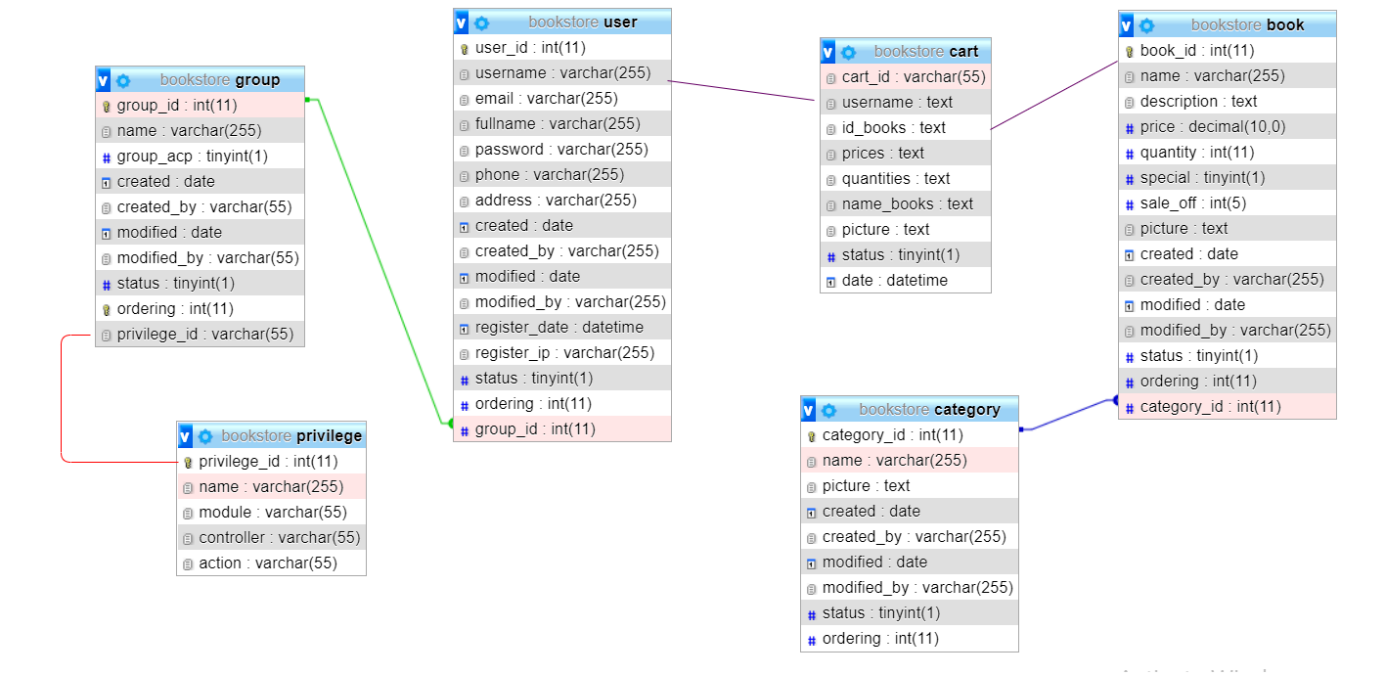 bookstore group
group_id : int(11)
name : varchar(255)
group_acp : tinyint(1)
created : date
created_by : varchar(55)
modified : date
modified_by : varchar(55)
status : tinyint(1)
ordering : int(11)
privilege_id : varchar(55)
bookstore privilege
privilege_id : int(11)
name : varchar(255)
module : varchar(55)
controller : varchar(55)
action : varchar(55)
bookstore user
user_id : int(11)
username : varchar(255)
email : varchar(255)
fullname : varchar(255)
password : varchar(255)
phone : varchar(255)
address : varchar(255)
created : date
created_by : varchar(255)
modified : date
modified_by : varchar(255)
register_date : datetime
register_ip : varchar(255)
status : tinyint(1)
ordering : int(11)
group_id : int(11)
bookstore cart
cart_id : varchar(55)
username : text
id_books : text
prices : text
quantities : text
name_books : text
picture : text
status : tinyint(1)
date : datetime
bookstore category
category_id : int(11)
name : varchar(255)
picture : text
created : date
created_by : varchar(255)
modified : date
modified_by : varchar(255)
status : tinyint(1)
ordering : int(11)
bookstore book
book_id : int(11)
name : varchar(255)
description : text
price : decimal(10,0)
quantity : int(11)
special : tinyint(1)
sale_off : int(5)
picture : text
created : date
created_by : varchar(255)
modified : date
modified_by : varchar(255)
status : tinyint(1)
ordering : int(11)
category_id : int(11)